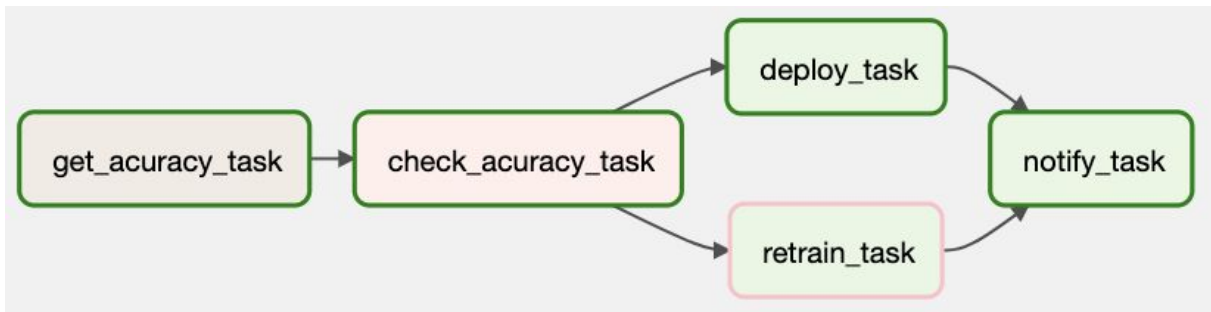 get_acuracy_task
check_acuracy_task
deploy_task
retrain_task
notify_task